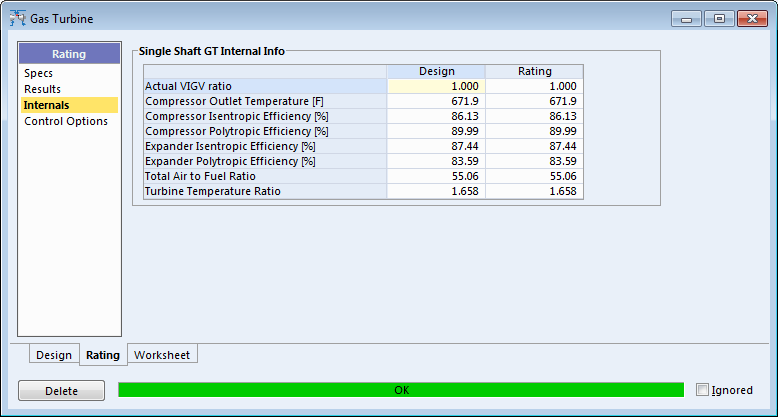 Gas Turbine
Rating
Specs
Results
Internals
Control Options
Single Shaft GT Internal Info
Design Rating
Actual VIGV ratio 1.000 1.000
Compressor Outlet Temperature [F] 671.9 671.9
Compressor Isentropic Efficiency [%] 86.13 86.13
Compressor Polytropic Efficiency [%] 89.99 89.99
Expander Isentropic Efficiency [%] 87.44 87.44
Expander Polytropic Efficiency [%] 83.59 83.59
Total Air to Fuel Ratio 55.06 55.06
Turbine Temperature Ratio 1.658 1.658
Design Rating Worksheet
Delete OK Ignored